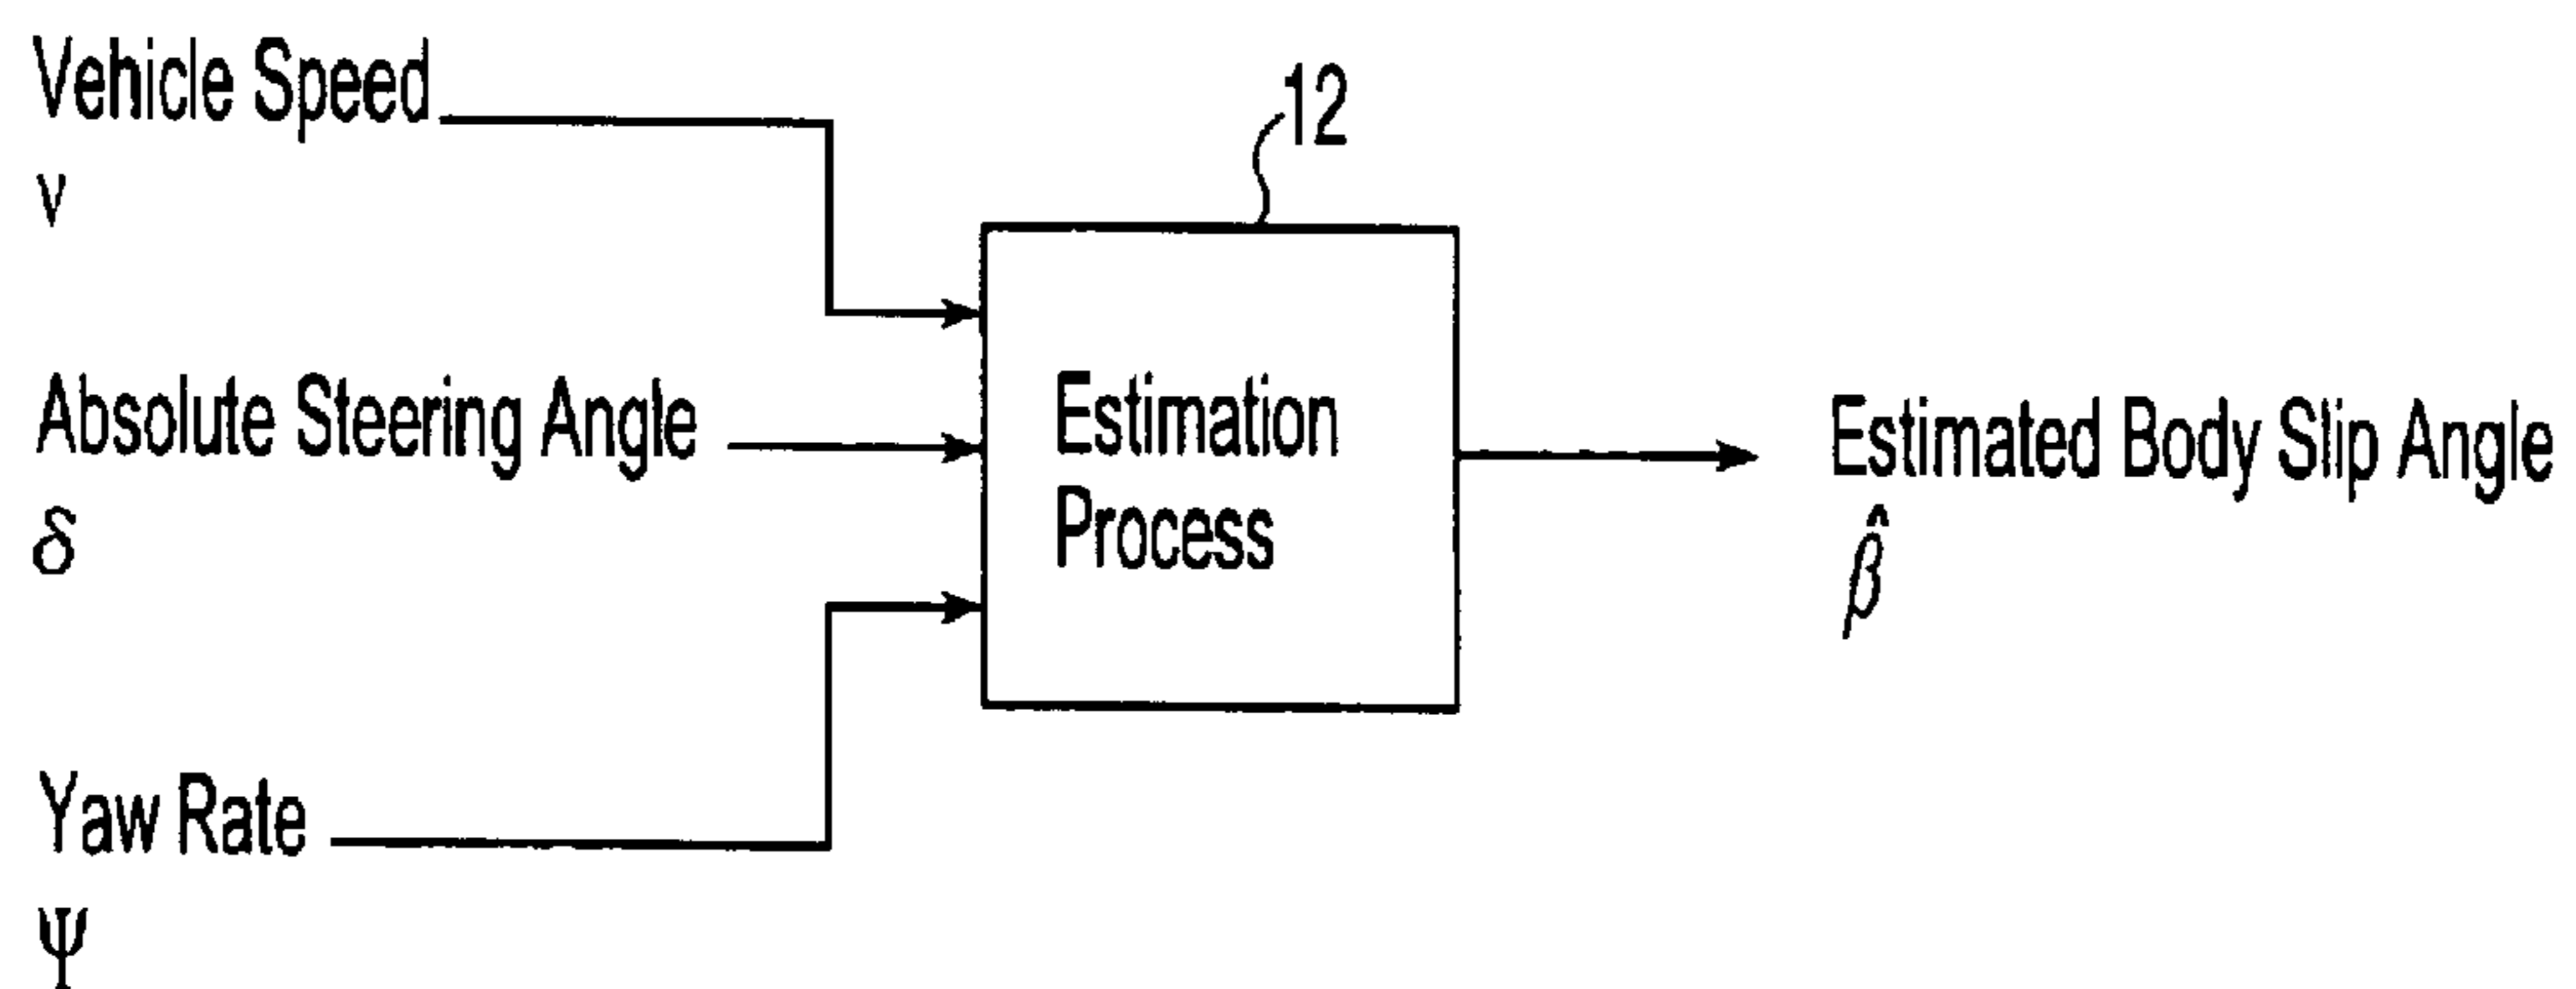 Vehicle Speed
ν
12
Absolute Steering Angle
δ
Estimation
Process
Estimated Body Slip Angle
β̂
Yaw Rate
Ψ